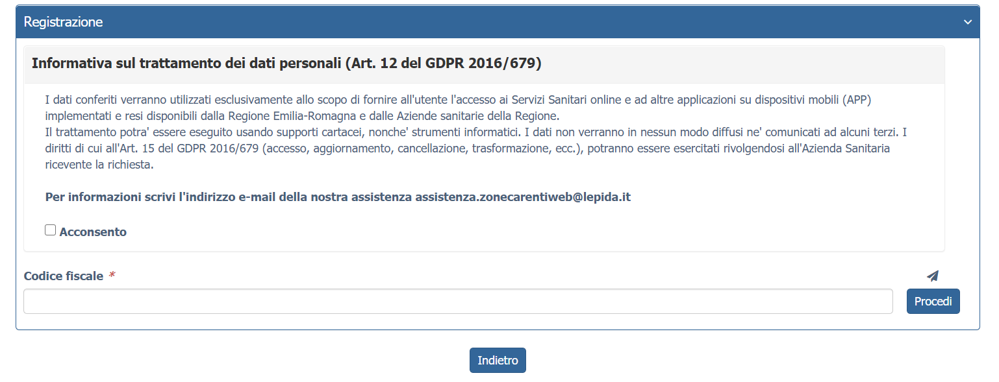 Registrazione
Informativa sul trattamento dei dati personali (Art. 12 del GDPR 2016/679)
I dati conferiti verranno utilizzati esclusivamente allo scopo di fornire all'utente l'accesso ai Servizi Sanitari online e ad altre applicazioni su dispositivi mobili (APP)
implementati e resi disponibili dalla Regione Emilia-Romagna e dalle Aziende sanitarie della Regione.
Il trattamento potra' essere eseguito usando supporti cartacei, nonche' strumenti informatici. I dati non verranno in nessun modo diffusi ne' comunicati ad alcuni terzi. I
diritti di cui all'Art. 15 del GDPR 2016/679 (accesso, aggiornamento, cancellazione, trasformazione, ecc.), potranno essere esercitati rivolgendosi all'Azienda Sanitaria
ricevente la richiesta.
Per informazioni scrivi l'indirizzo e-mail della nostra assistenza assistenza.zonecarentiweb@lepida.it
Acconsento
Codice fiscale *
Procedi
Indietro